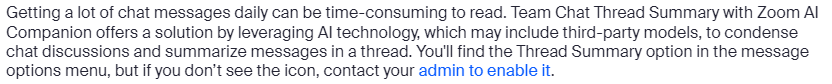 Getting a lot of chat messages daily can be time-consuming to read. Team Chat Thread Summary with Zoom AI
Companion offers a solution by leveraging AI technology, which may include third-party models, to condense
chat discussions and summarize messages in a thread. You'll find the Thread Summary option in the message
options menu, but if you don’t see the icon, contact your admin to enable it.